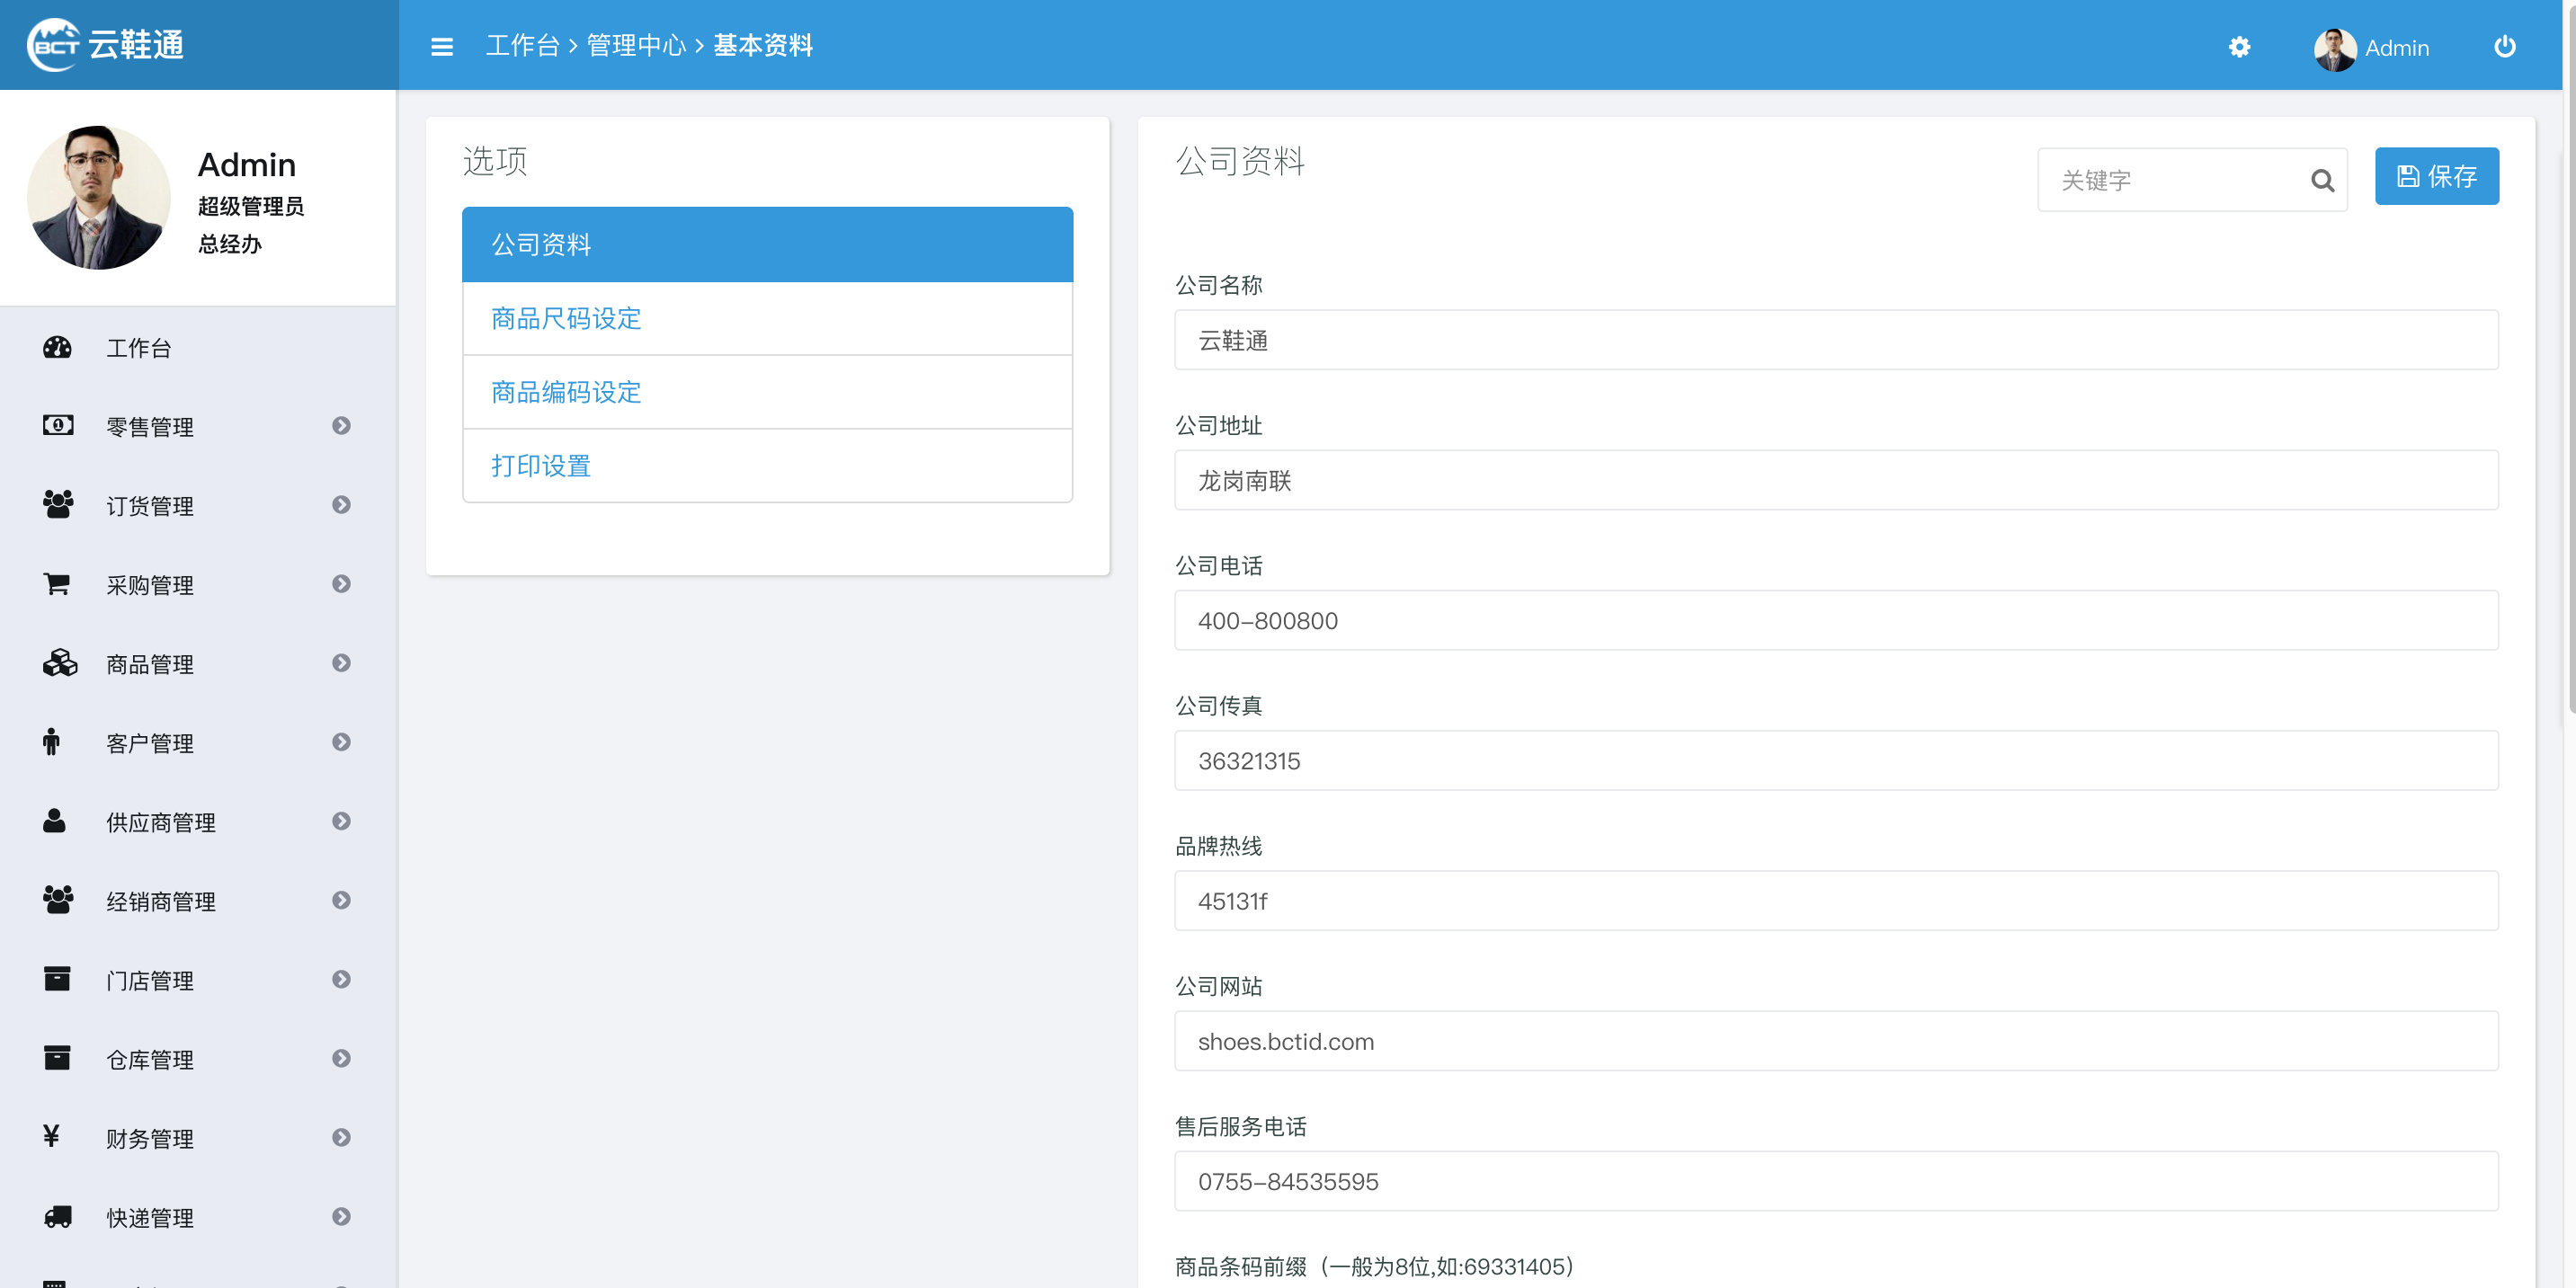 BCT 云鞋通
工作台 > 管理中心 > 基本资料
Admin
Admin
超级管理员
总经办
工作台
零售管理
订货管理
采购管理
商品管理
客户管理
供应商管理
经销商管理
门店管理
仓库管理
¥ 财务管理
快递管理
选项
公司资料
商品尺码设定
商品编码设定
打印设置
公司资料
关键字
保存
公司名称
云鞋通
公司地址
龙岗南联
公司电话
400-800800
公司传真
36321315
品牌热线
45131f
公司网站
shoes.bctid.com
售后服务电话
0755-84535595
商品条码前缀（一般为8位,如:69331405）